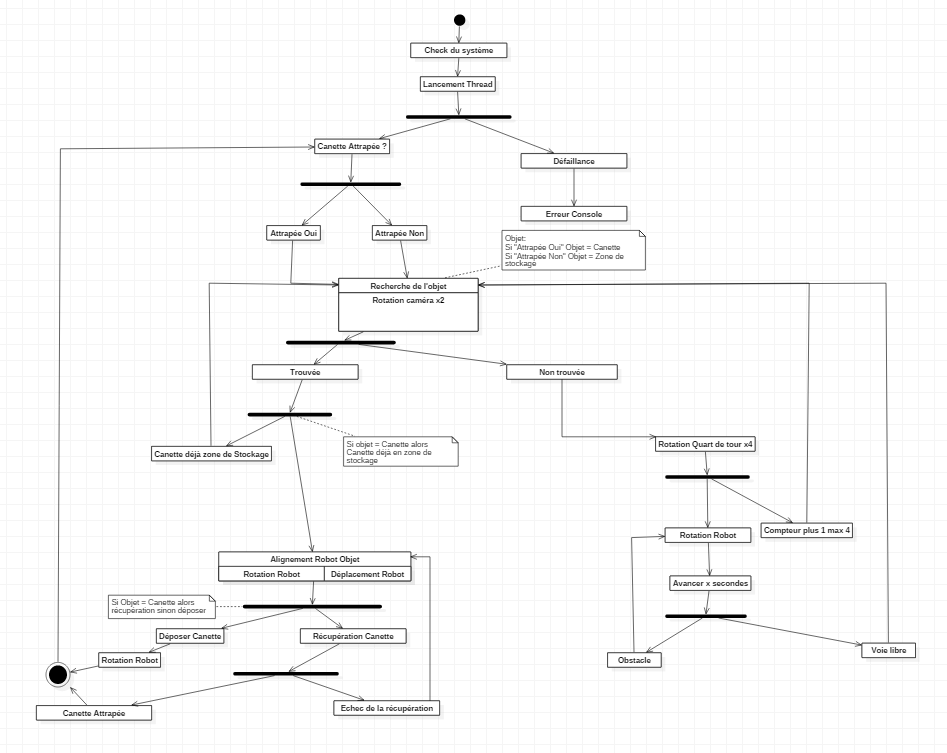 Check du système
Lancement Thread
Canette Attrapée ?
Défaillance
Erreur Console
Attrapée Oui
Attrapée Non
Objet:
Si "Attrapée Oui" Objet = Canette
Si "Attrapée Non" Objet = Zone de
stockage
Recherche de l'objet
Rotation caméra x2
Trouvée
Non trouvée
Si objet = Canette alors
Canette déjà en zone de
stockage
Canette déjà zone de Stockage
Rotation Quart de tour x4
Compteur plus 1 max 4
Rotation Robot
Alignement Robot Objet
Rotation Robot
Déplacement Robot
Avancer x secondes
Si Objet = Canette alors
récupération sinon déposer
Déposer Canette
Récupération Canette
Rotation Robot
Obstacle
Voie libre
Canette Attrapée
Echec de la récupération